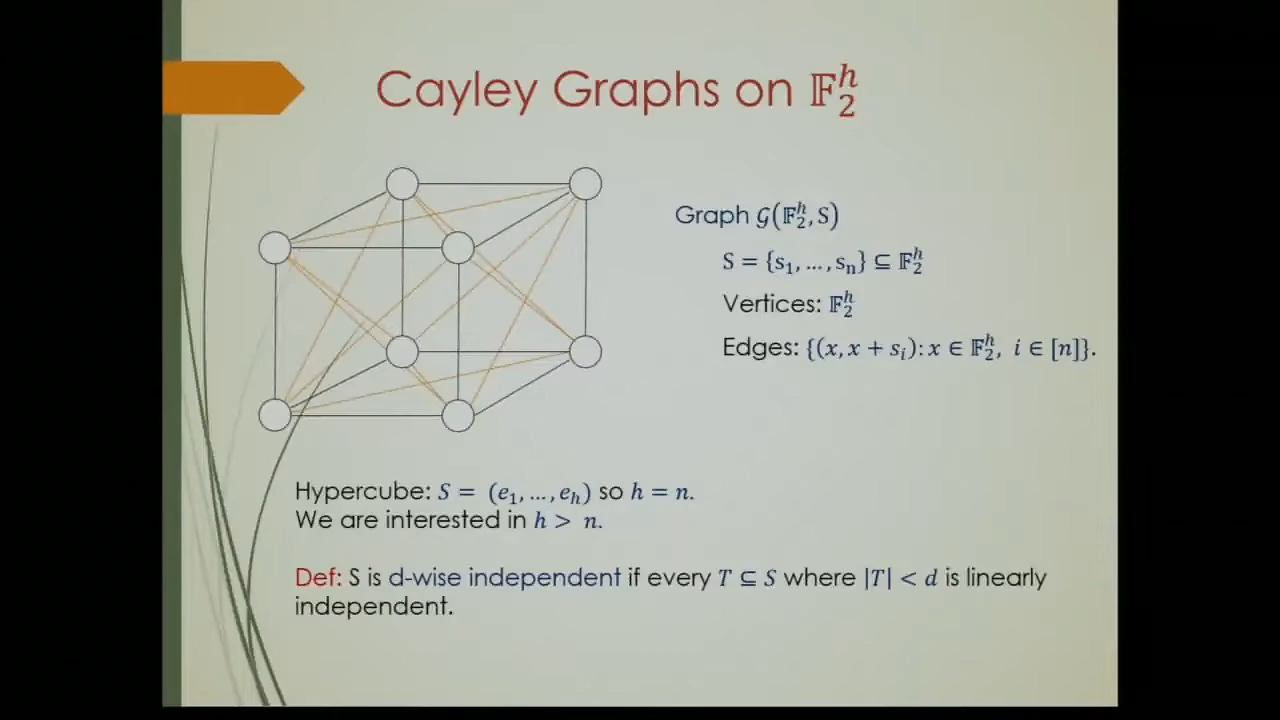 Cayley Graphs on 𝔽₂ʰ
Graph 𝒢(𝔽₂ʰ, S)
S = {s₁, …, sₙ} ⊆ 𝔽₂ʰ
Vertices: 𝔽₂ʰ
Edges: {(x, x + sᵢ): x ∈ 𝔽₂ʰ, i ∈ [n]}.
Hypercube: S = (e₁, …, eₕ) so h = n.
We are interested in h > n.
Def: S is d-wise independent if every T ⊆ S where |T| < d is linearly
independent.